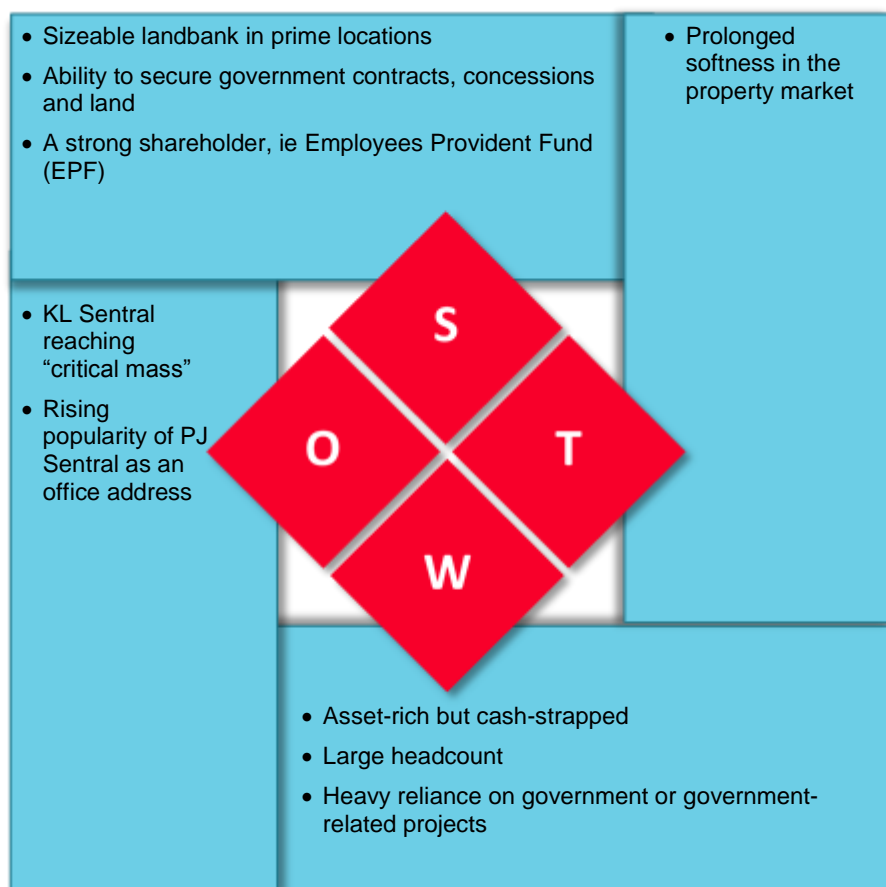 • Sizeable landbank in prime locations
• Ability to secure government contracts, concessions
and land
• A strong shareholder, ie Employees Provident Fund
(EPF)
• Prolonged
softness in the
property market
• KL Sentral
reaching
“critical mass”
• Rising
popularity of PJ
Sentral as an
office address
S
O
T
W
• Asset-rich but cash-strapped
• Large headcount
• Heavy reliance on government or government-
related projects